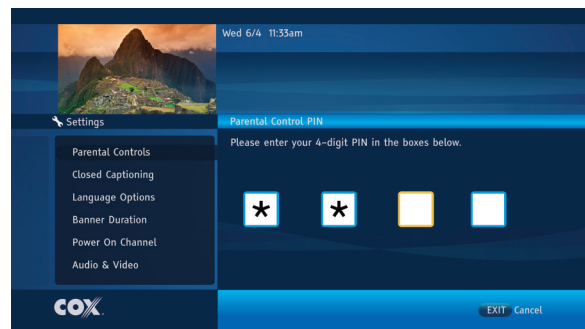 Wed 6/4 11:33am
Settings
Parental Control PIN
Please enter your 4-digit PIN in the boxes below.
Parental Controls
Closed Captioning
Language Options
Banner Duration
Power On Channel
Audio & Video
* *
COX
EXIT Cancel